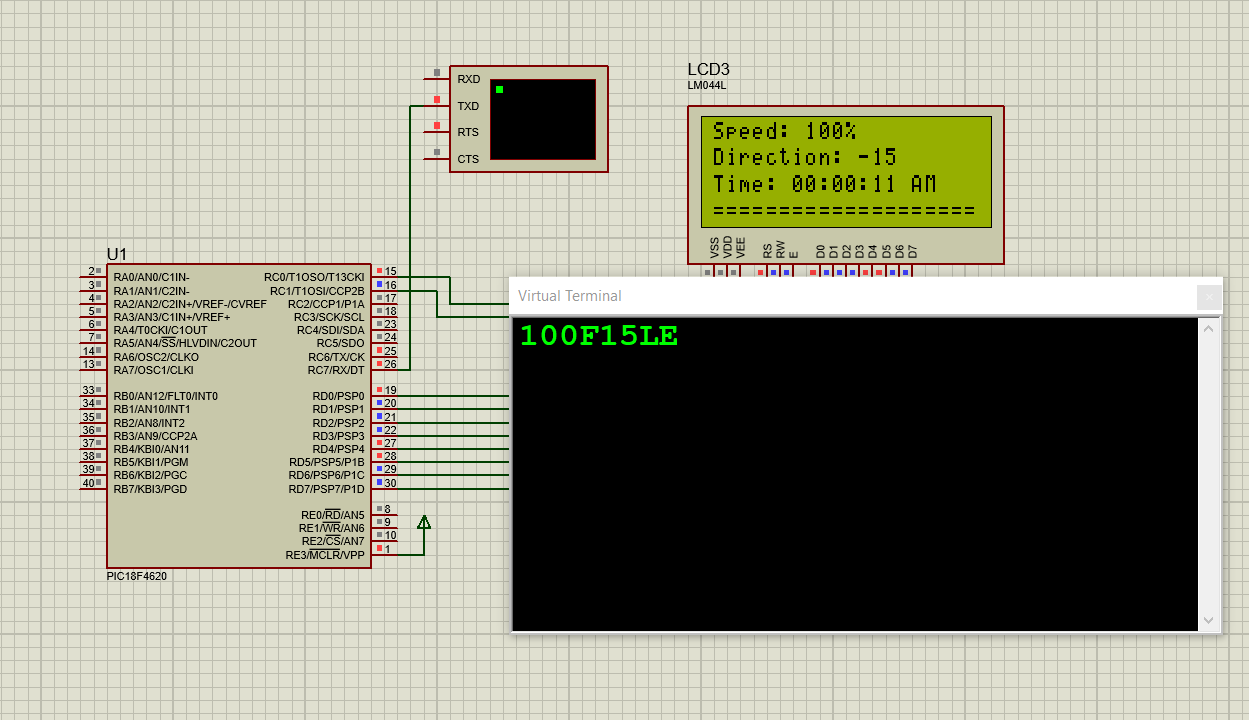 RXD
TXD
RTS
CTS
LCD3
LM044L
Speed: 100%
Direction: -15
Time: 00:00:11 AM
====================
VSS VDD VEE RS RW E D0 D1 D2 D3 D4 D5 D6 D7
U1
2 RA0/AN0/C1IN- RC0/T1OSO/T13CKI 15
3 RA1/AN1/C2IN- RC1/T1OSI/CCP2B 16
4 RA2/AN2/C2IN+/VREF-/CVREF RC2/CCP1/P1A 17
5 RA3/AN3/C1IN+/VREF+ RC3/SCK/SCL 18
6 RA4/T0CKI/C1OUT RC4/SDI/SDA 23
7 RA5/AN4/SS/HLVDIN/C2OUT RC5/SDO 24
14 RA6/OSC2/CLKO RC6/TX/CK 25
13 RA7/OSC1/CLKI RC7/RX/DT 26
33 RB0/AN12/FLT0/INT0 RD0/PSP0 19
34 RB1/AN10/INT1 RD1/PSP1 20
35 RB2/AN8/INT2 RD2/PSP2 21
36 RB3/AN9/CCP2A RD3/PSP3 22
37 RB4/KBI0/AN11 RD4/PSP4 27
38 RB5/KBI1/PGM RD5/PSP5/P1B 28
39 RB6/KBI2/PGC RD6/PSP6/P1C 29
40 RB7/KBI3/PGD RD7/PSP7/P1D 30
RE0/RD/AN5 8
RE1/WR/AN6 9
RE2/CS/AN7 10
RE3/MCLR/VPP 1
PIC18F4620
Virtual Terminal
100F15LE